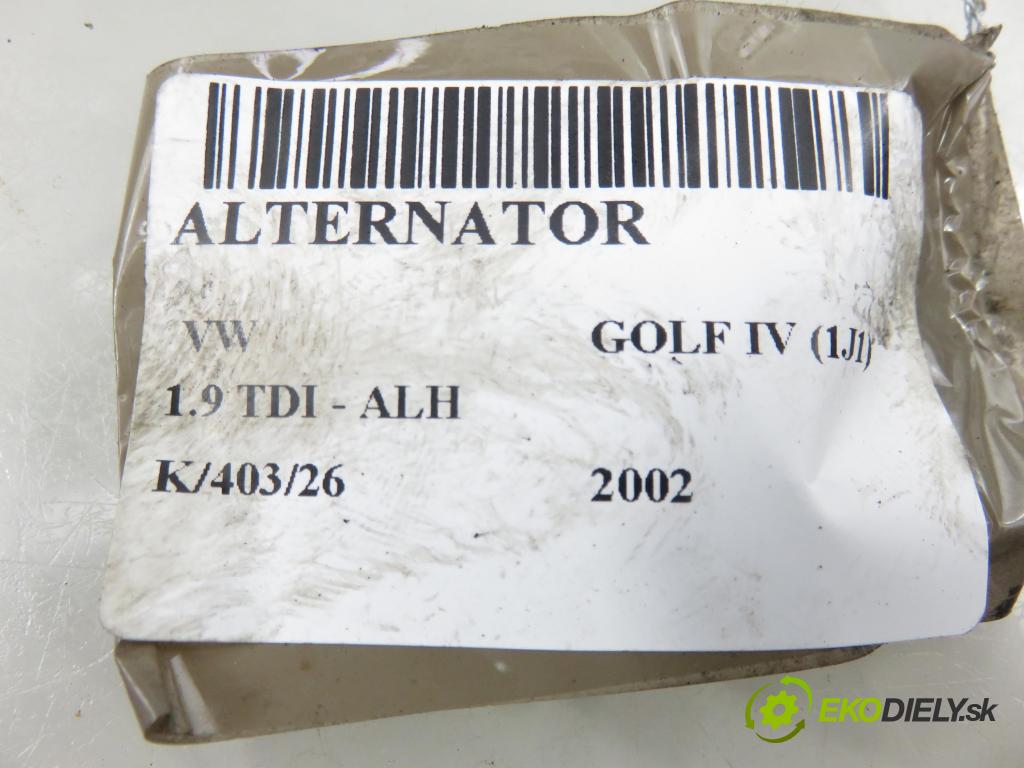 ALTERNATOR
VW GOLF IV (1J1)
1.9 TDI - ALH
K/403/26 2002
EKODIELY.sk